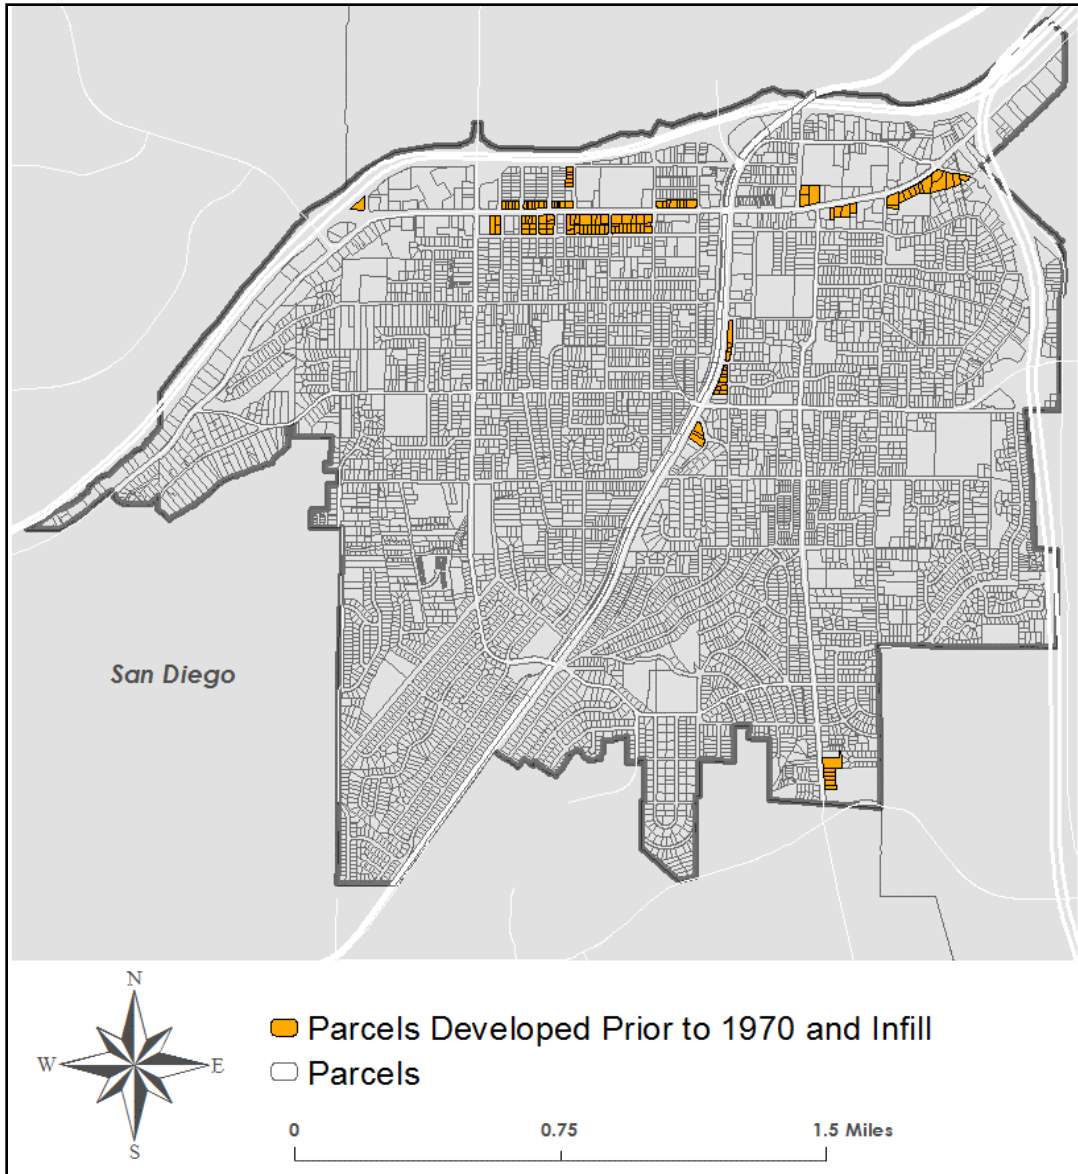 San Diego
N
W E
S
Parcels Developed Prior to 1970 and Infill
Parcels
0 0.75 1.5 Miles